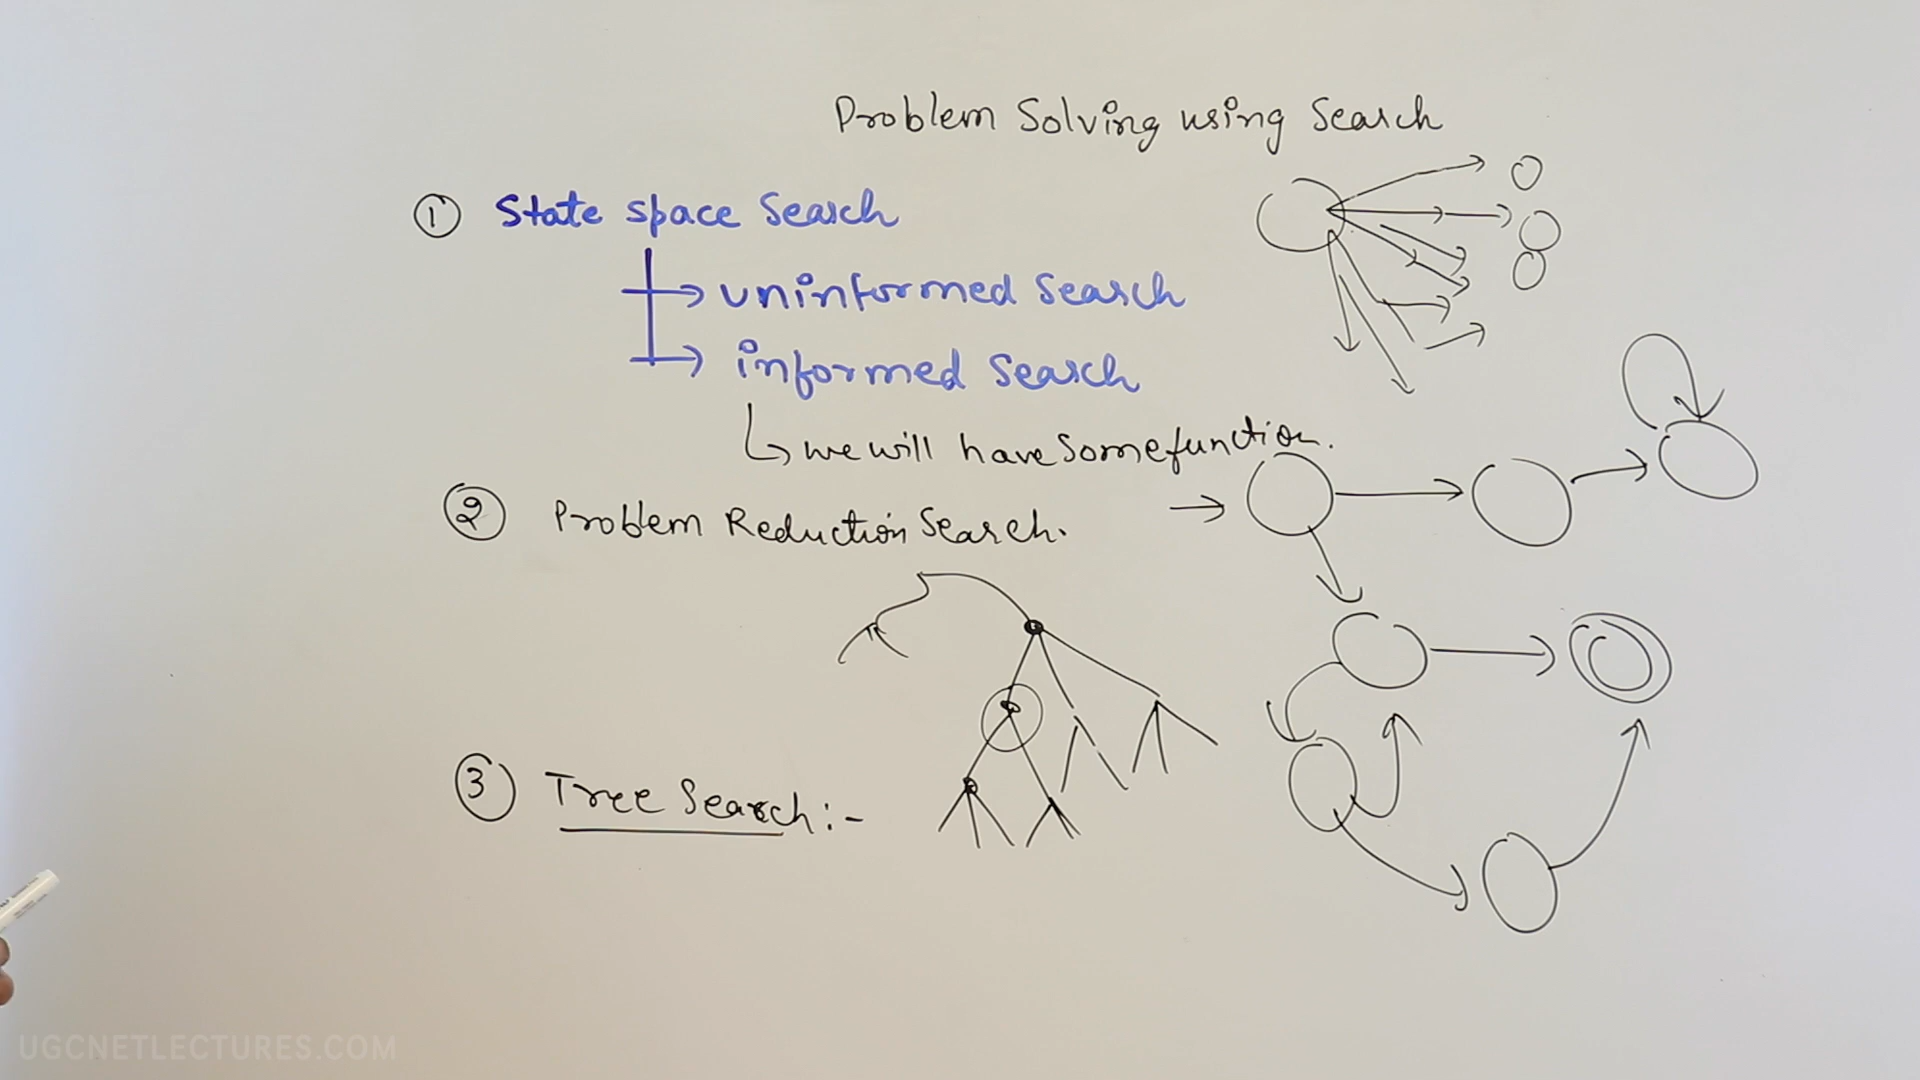 Problem Solving using Search
① State space Search
uninformed Search
informed Search
we will have some function.
② Problem Reduction Search.
③ Tree Search:-
UGCNETLECTURES.COM